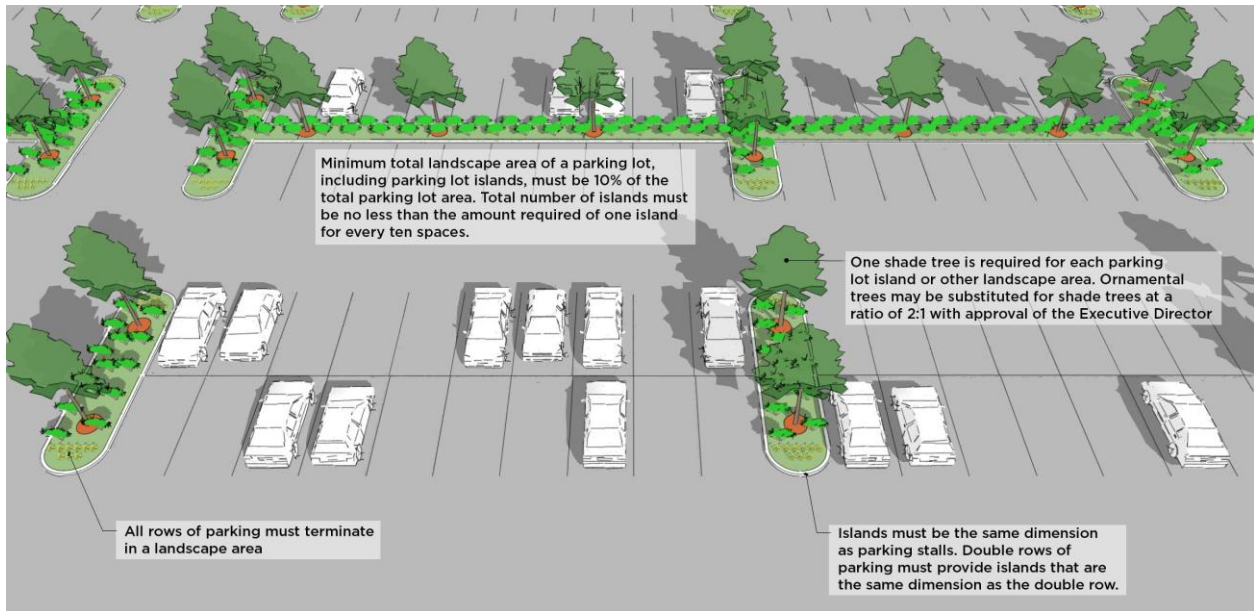 Minimum total landscape area of a parking lot,
including parking lot islands, must be 10% of the
total parking lot area. Total number of islands must
be no less than the amount required of one island
for every ten spaces.
One shade tree is required for each parking
lot island or other landscape area. Ornamental
trees may be substituted for shade trees at a
ratio of 2:1 with approval of the Executive Director
All rows of parking must terminate
in a landscape area
Islands must be the same dimension
as parking stalls. Double rows of
parking must provide islands that are
the same dimension as the double row.